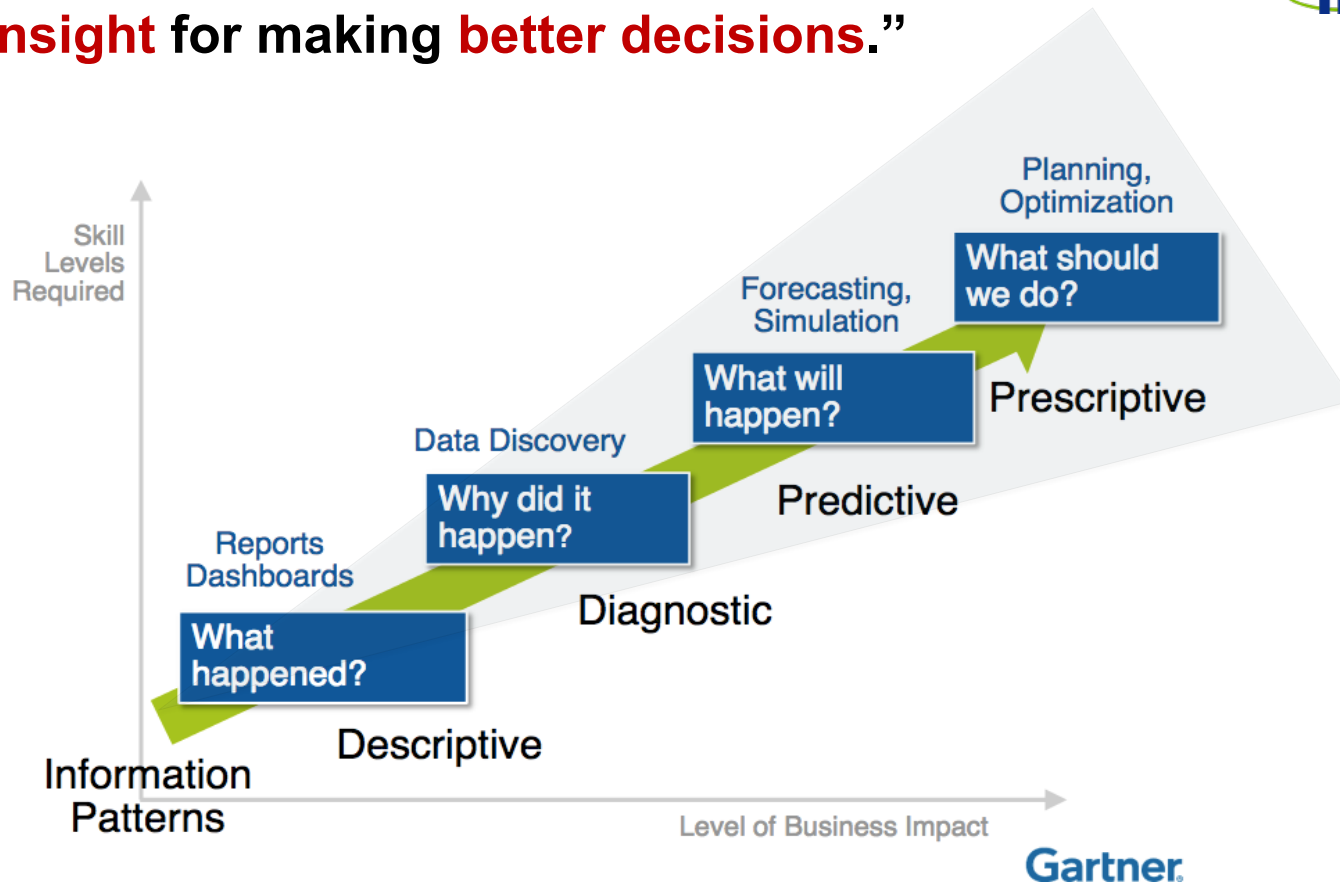 nsight for making better decisions.”
Planning,
Optimization
What should
we do?
Skill
Levels
Required
Forecasting,
Simulation
What will
happen?
Prescriptive
Data Discovery
Why did it
happen?
Predictive
Reports
Dashboards
What
happened?
Diagnostic
Descriptive
Information
Patterns
Level of Business Impact
Gartner.